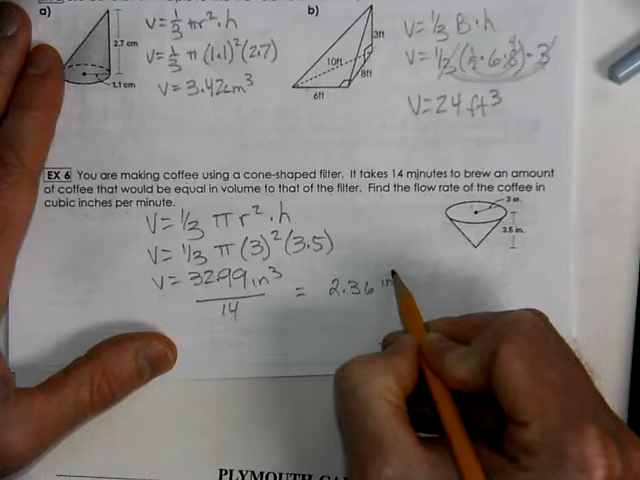 a)
V = 1/3 πr² · h
2.7 cm
V = 1/3 π (1.1)² (2.7)
1.1 cm
V = 3.42 cm³
b)
3ft
10ft
8ft
6ft
V = 1/3 B · h
V = 1/3 (1/2 · 6 · 8) · 3
V = 24 ft³
EX 6 You are making coffee using a cone-shaped filter. It takes 14 minutes to brew an amount
of coffee that would be equal in volume to that of the filter. Find the flow rate of the coffee in
cubic inches per minute.
3 in.
3.5 in.
V = 1/3 π r² · h
V = 1/3 π (3)² (3.5)
V = 32.99 in³
14
= 2.36 in
PLYMOUTH